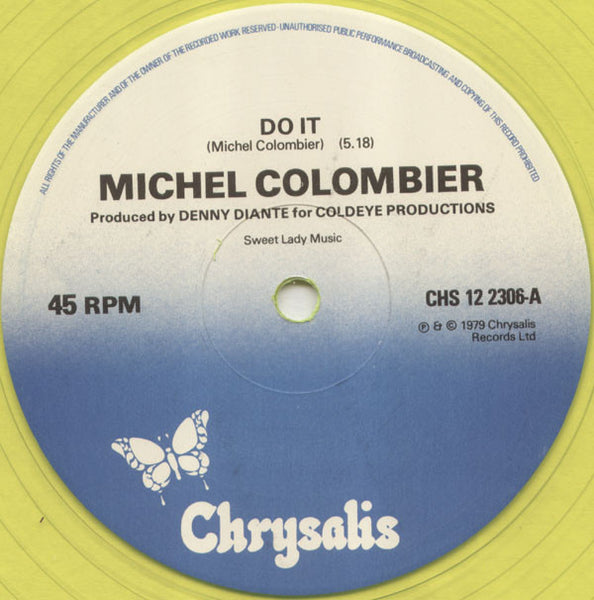 ALL RIGHTS OF THE MANUFACTURER AND OF THE OWNER OF THE RECORDED WORK RESERVED - UNAUTHORISED PUBLIC PERFORMANCE BROADCASTING AND COPYING OF THIS RECORD PROHIBITED
DO IT
(Michel Colombier) (5.18)
MICHEL COLOMBIER
Produced by DENNY DIANTE for COLDEYE PRODUCTIONS
Sweet Lady Music
45 RPM
CHS 12 2306-A
℗ & © 1979 Chrysalis
Records Ltd
Chrysalis